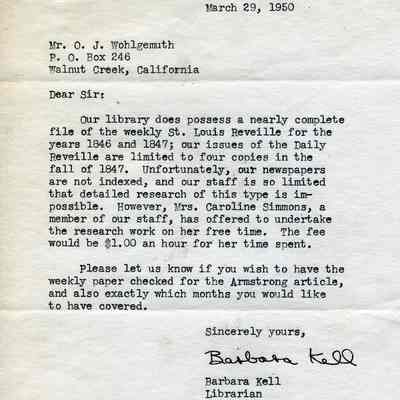 March 29, 1950
Mr. O. J. Wohlgemuth
P. O. Box 246
Walnut Creek, California
Dear Sir:
Our library does possess a nearly complete
file of the weekly St. Louis Reveille for the
years 1846 and 1847; our issues of the Daily
Reveille are limited to four copies in the
fall of 1847. Unfortunately, our newspapers
are not indexed, and our staff is so limited
that detailed research of this type is im-
possible. However, Mrs. Caroline Simmons, a
member of our staff, has offered to undertake
the research work on her free time. The fee
would be $1.00 an hour for her time spent.
Please let us know if you wish to have the
weekly paper checked for the Armstrong article,
and also exactly which months you would like
to have covered.
Sincerely yours,
Barbara Kell
Barbara Kell
Librarian